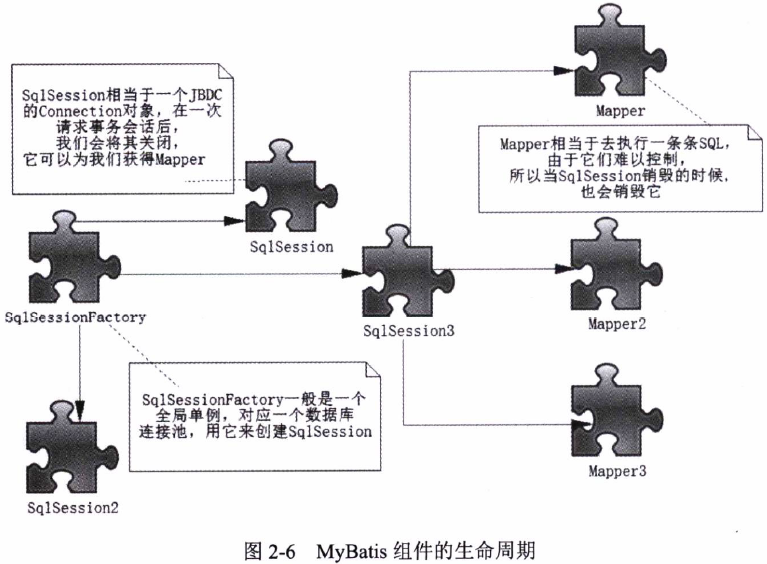 SqlSession相当于一个JBDC
的Connection对象，在一次
请求事务会话后，
我们会将其关闭，
它可以为我们获得Mapper
Mapper
Mapper相当于去执行一条条SQL，
由于它们难以控制，
所以当SqlSession销毁的时候，
也会销毁它
SqlSession
SqlSessionFactory
SqlSession3
Mapper2
SqlSessionFactory一般是一个
全局单例，对应一个数据库
连接池，用它来创建SqlSession
SqlSession2
Mapper3
图 2-6 MyBatis 组件的生命周期